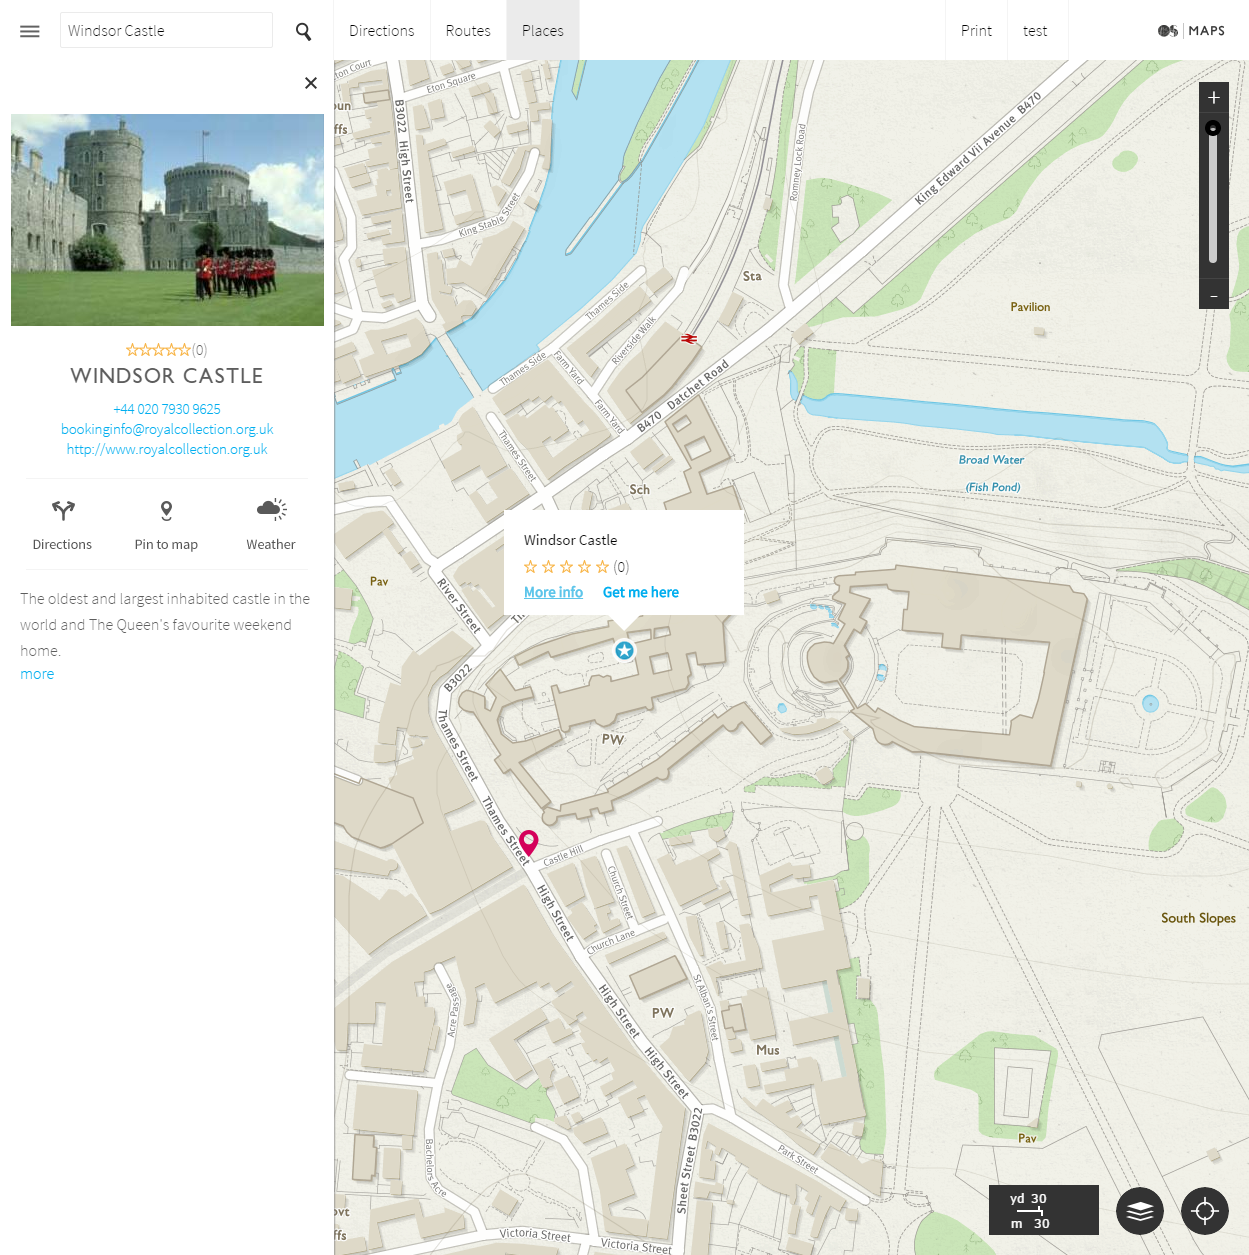 Windsor Castle
Directions
Routes
Places
Print
test
OS MAPS
(0)
WINDSOR CASTLE
+44 020 7930 9625
bookinginfo@royalcollection.org.uk
http://www.royalcollection.org.uk
Directions
Pin to map
Weather
The oldest and largest inhabited castle in the
world and The Queen's favourite weekend
home.
more
Eton Square
B3022 High Street
King Stable Street
Romney Lock Road
King Edward Vii Avenue B470
Sta
Pavilion
Thames Side
Riverside Walk
Thames Side
Farm Yard
Farm Yard
B470 Datchet Road
Thames Street
Broad Water
(Fish Pond)
Sch
Windsor Castle
(0)
More info
Get me here
Pav
River Street
B3022
Thames Street
PW
Thames Street
Castle Hill
Church Street
High Street
Church Lane
South Slopes
St Alban's Street
High Street
PW
Acre Passage
Mus
High Street
Pav
Bachelors Acre
Sheet Street B3022
Park Street
Victoria Street
Victoria Street
yd 30
m 30
+
-